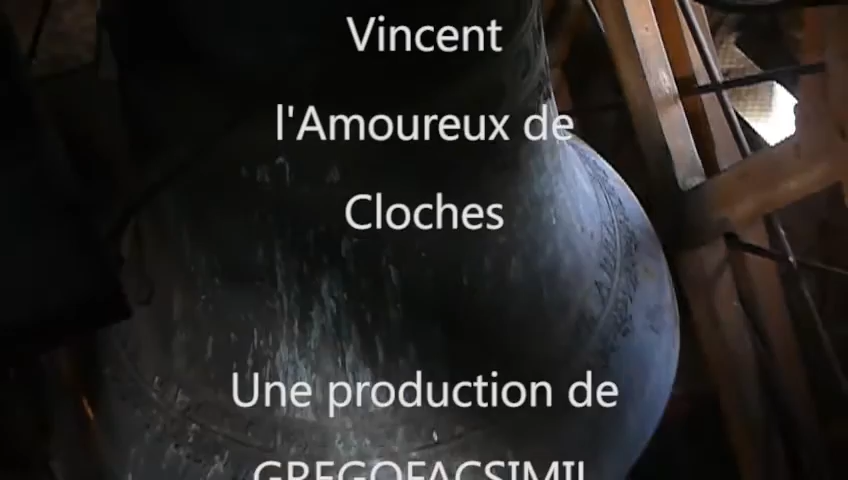 Vincent
l'Amoureux de
Cloches
Une production de
GREGOFACSIMIL